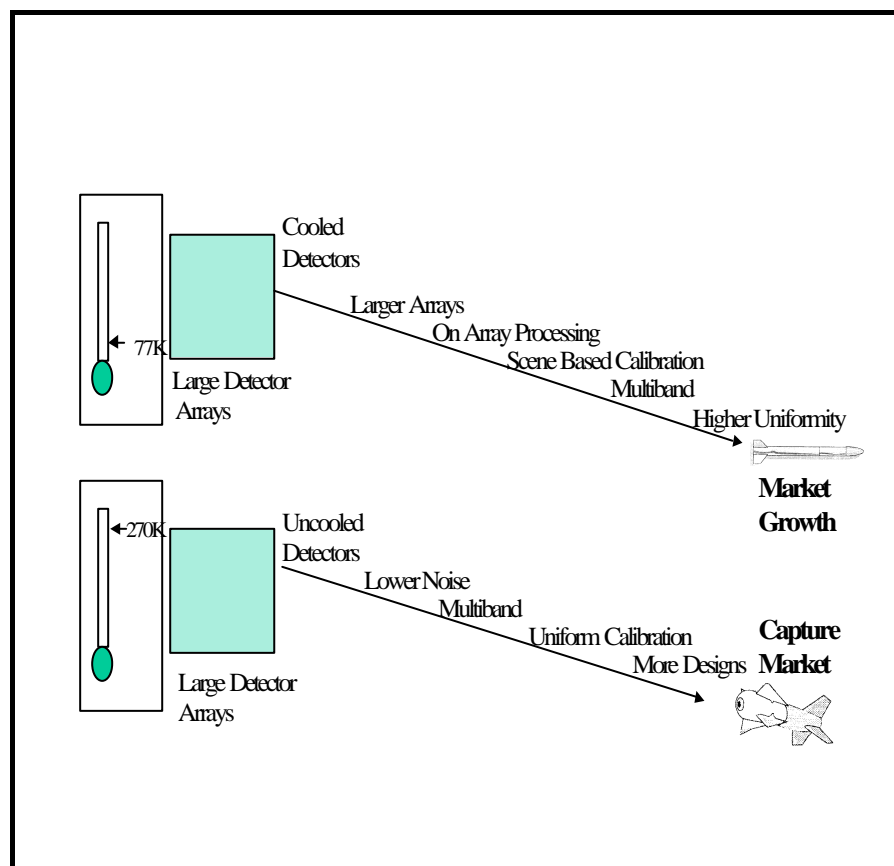 Cooled
Detectors
77K
Large Detector
Arrays
Larger Arrays
On Array Processing
Scene Based Calibration
Multiband
Higher Uniformity
Market
Growth
270K
Uncooled
Detectors
Large Detector
Arrays
Lower Noise
Multiband
Uniform Calibration
More Designs
Capture
Market